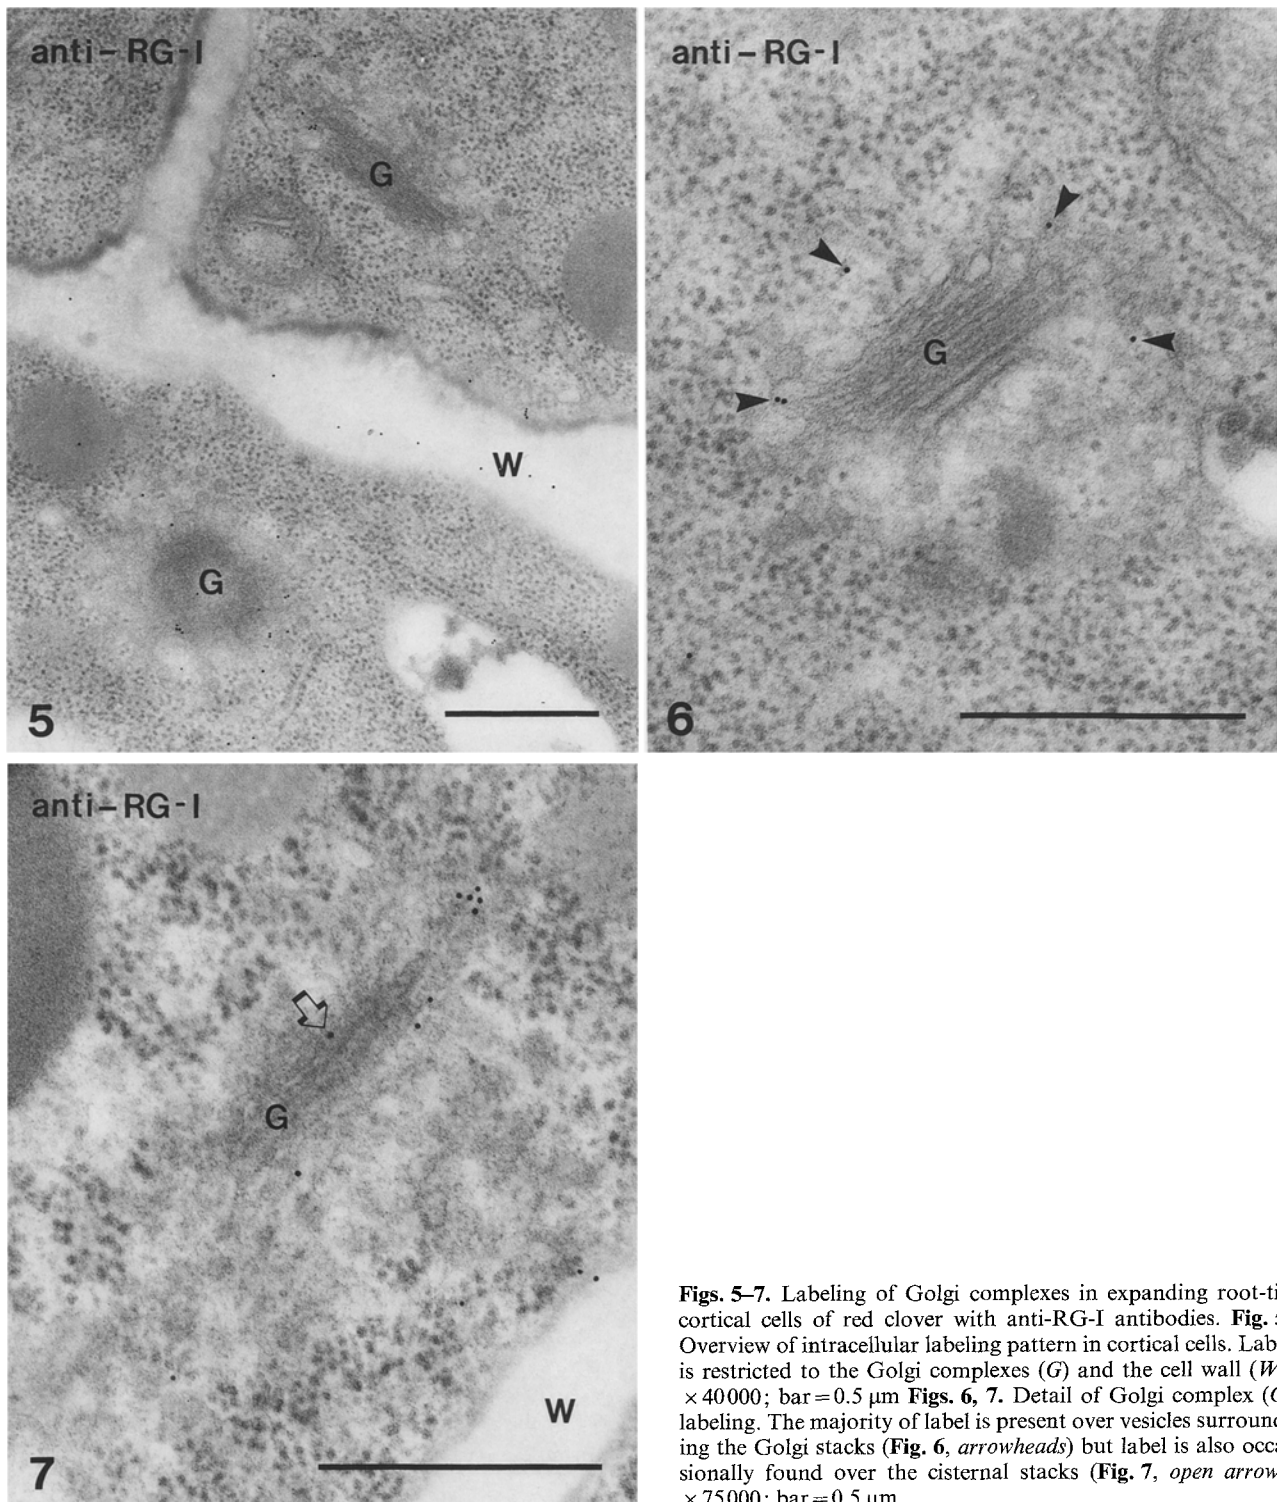 anti-RG-I
G
W
G
5
anti-RG-I
G
6
anti-RG-I
G
W
7
Figs. 5–7. Labeling of Golgi complexes in expanding root-ti
cortical cells of red clover with anti-RG-I antibodies. Fig.
Overview of intracellular labeling pattern in cortical cells. Lab
is restricted to the Golgi complexes (G) and the cell wall (W
×40000; bar=0.5 μm Figs. 6, 7. Detail of Golgi complex (
labeling. The majority of label is present over vesicles surround
ing the Golgi stacks (Fig. 6, arrowheads) but label is also occa
sionally found over the cisternal stacks (Fig. 7, open arrow
×75000; bar=0.5 μm